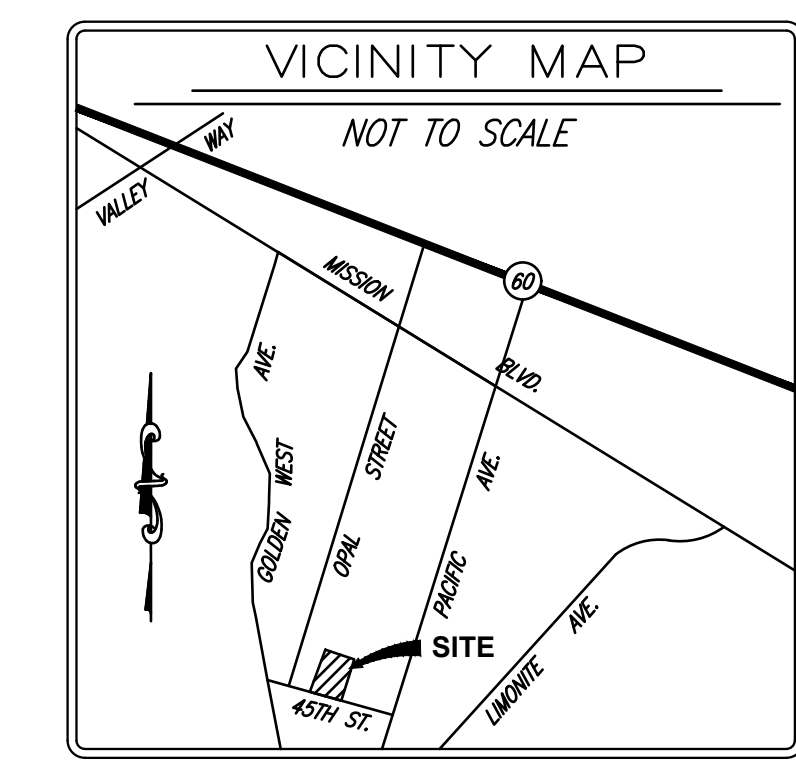 VICINITY MAP
NOT TO SCALE
VALLEY WAY
60
MISSION BLVD.
GOLDEN WEST AVE.
OPAL STREET
PACIFIC AVE.
SITE
LIMONITE AVE.
45TH ST.